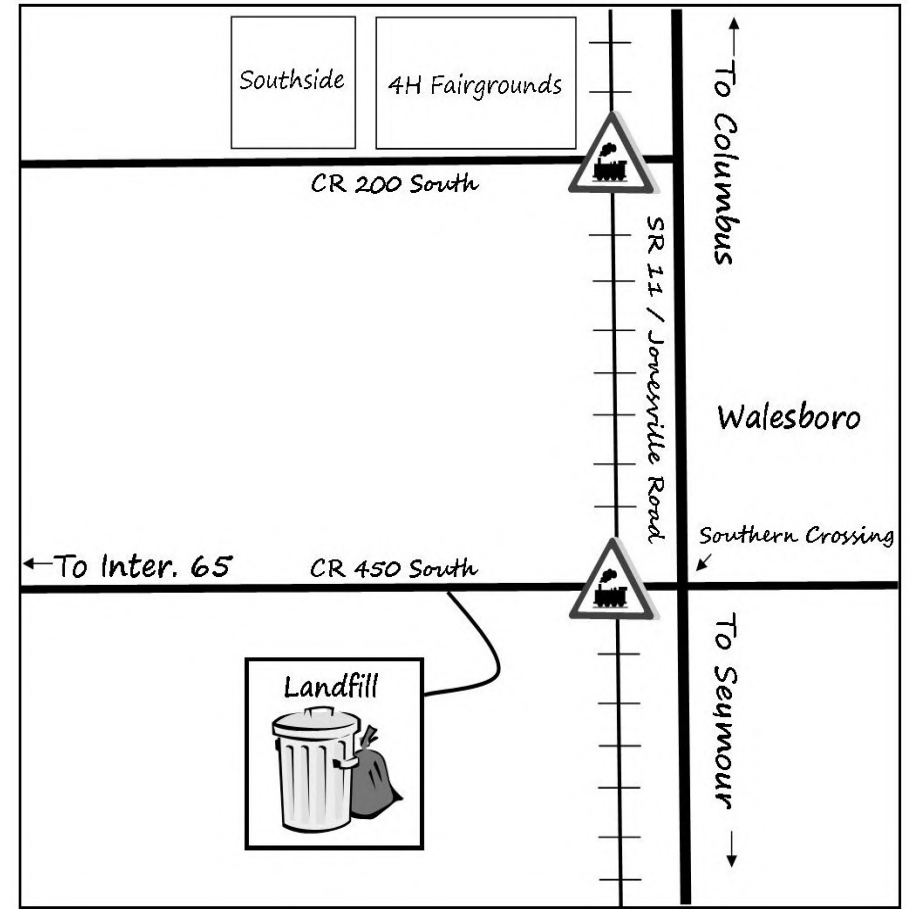 Southside
4H Fairgrounds
To Columbus
CR 200 South
SR 11 / Jonesville Road
Walesboro
Southern Crossing
To Inter. 65
CR 450 South
To Seymour
Landfill